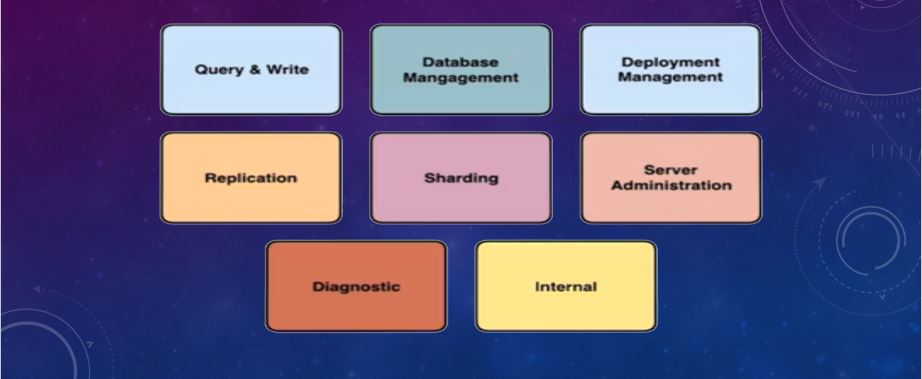 Query & Write
Database
Mangagement
Deployment
Management
Replication
Sharding
Server
Administration
Diagnostic
Internal